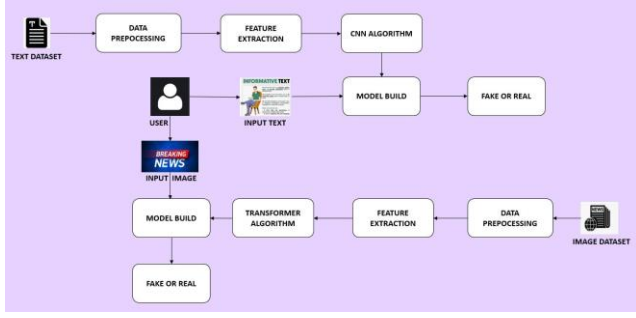 TEXT DATASET
DATA
PREPOCESSING
FEATURE
EXTRACTION
CNN ALGORITHM
USER
INFORMATIVE TEXT
INPUT TEXT
MODEL BUILD
FAKE OR REAL
BREAKING
NEWS
INPUT IMAGE
MODEL BUILD
TRANSFORMER
ALGORITHM
FEATURE
EXTRACTION
DATA
PREPOCESSING
IMAGE DATASET
FAKE OR REAL